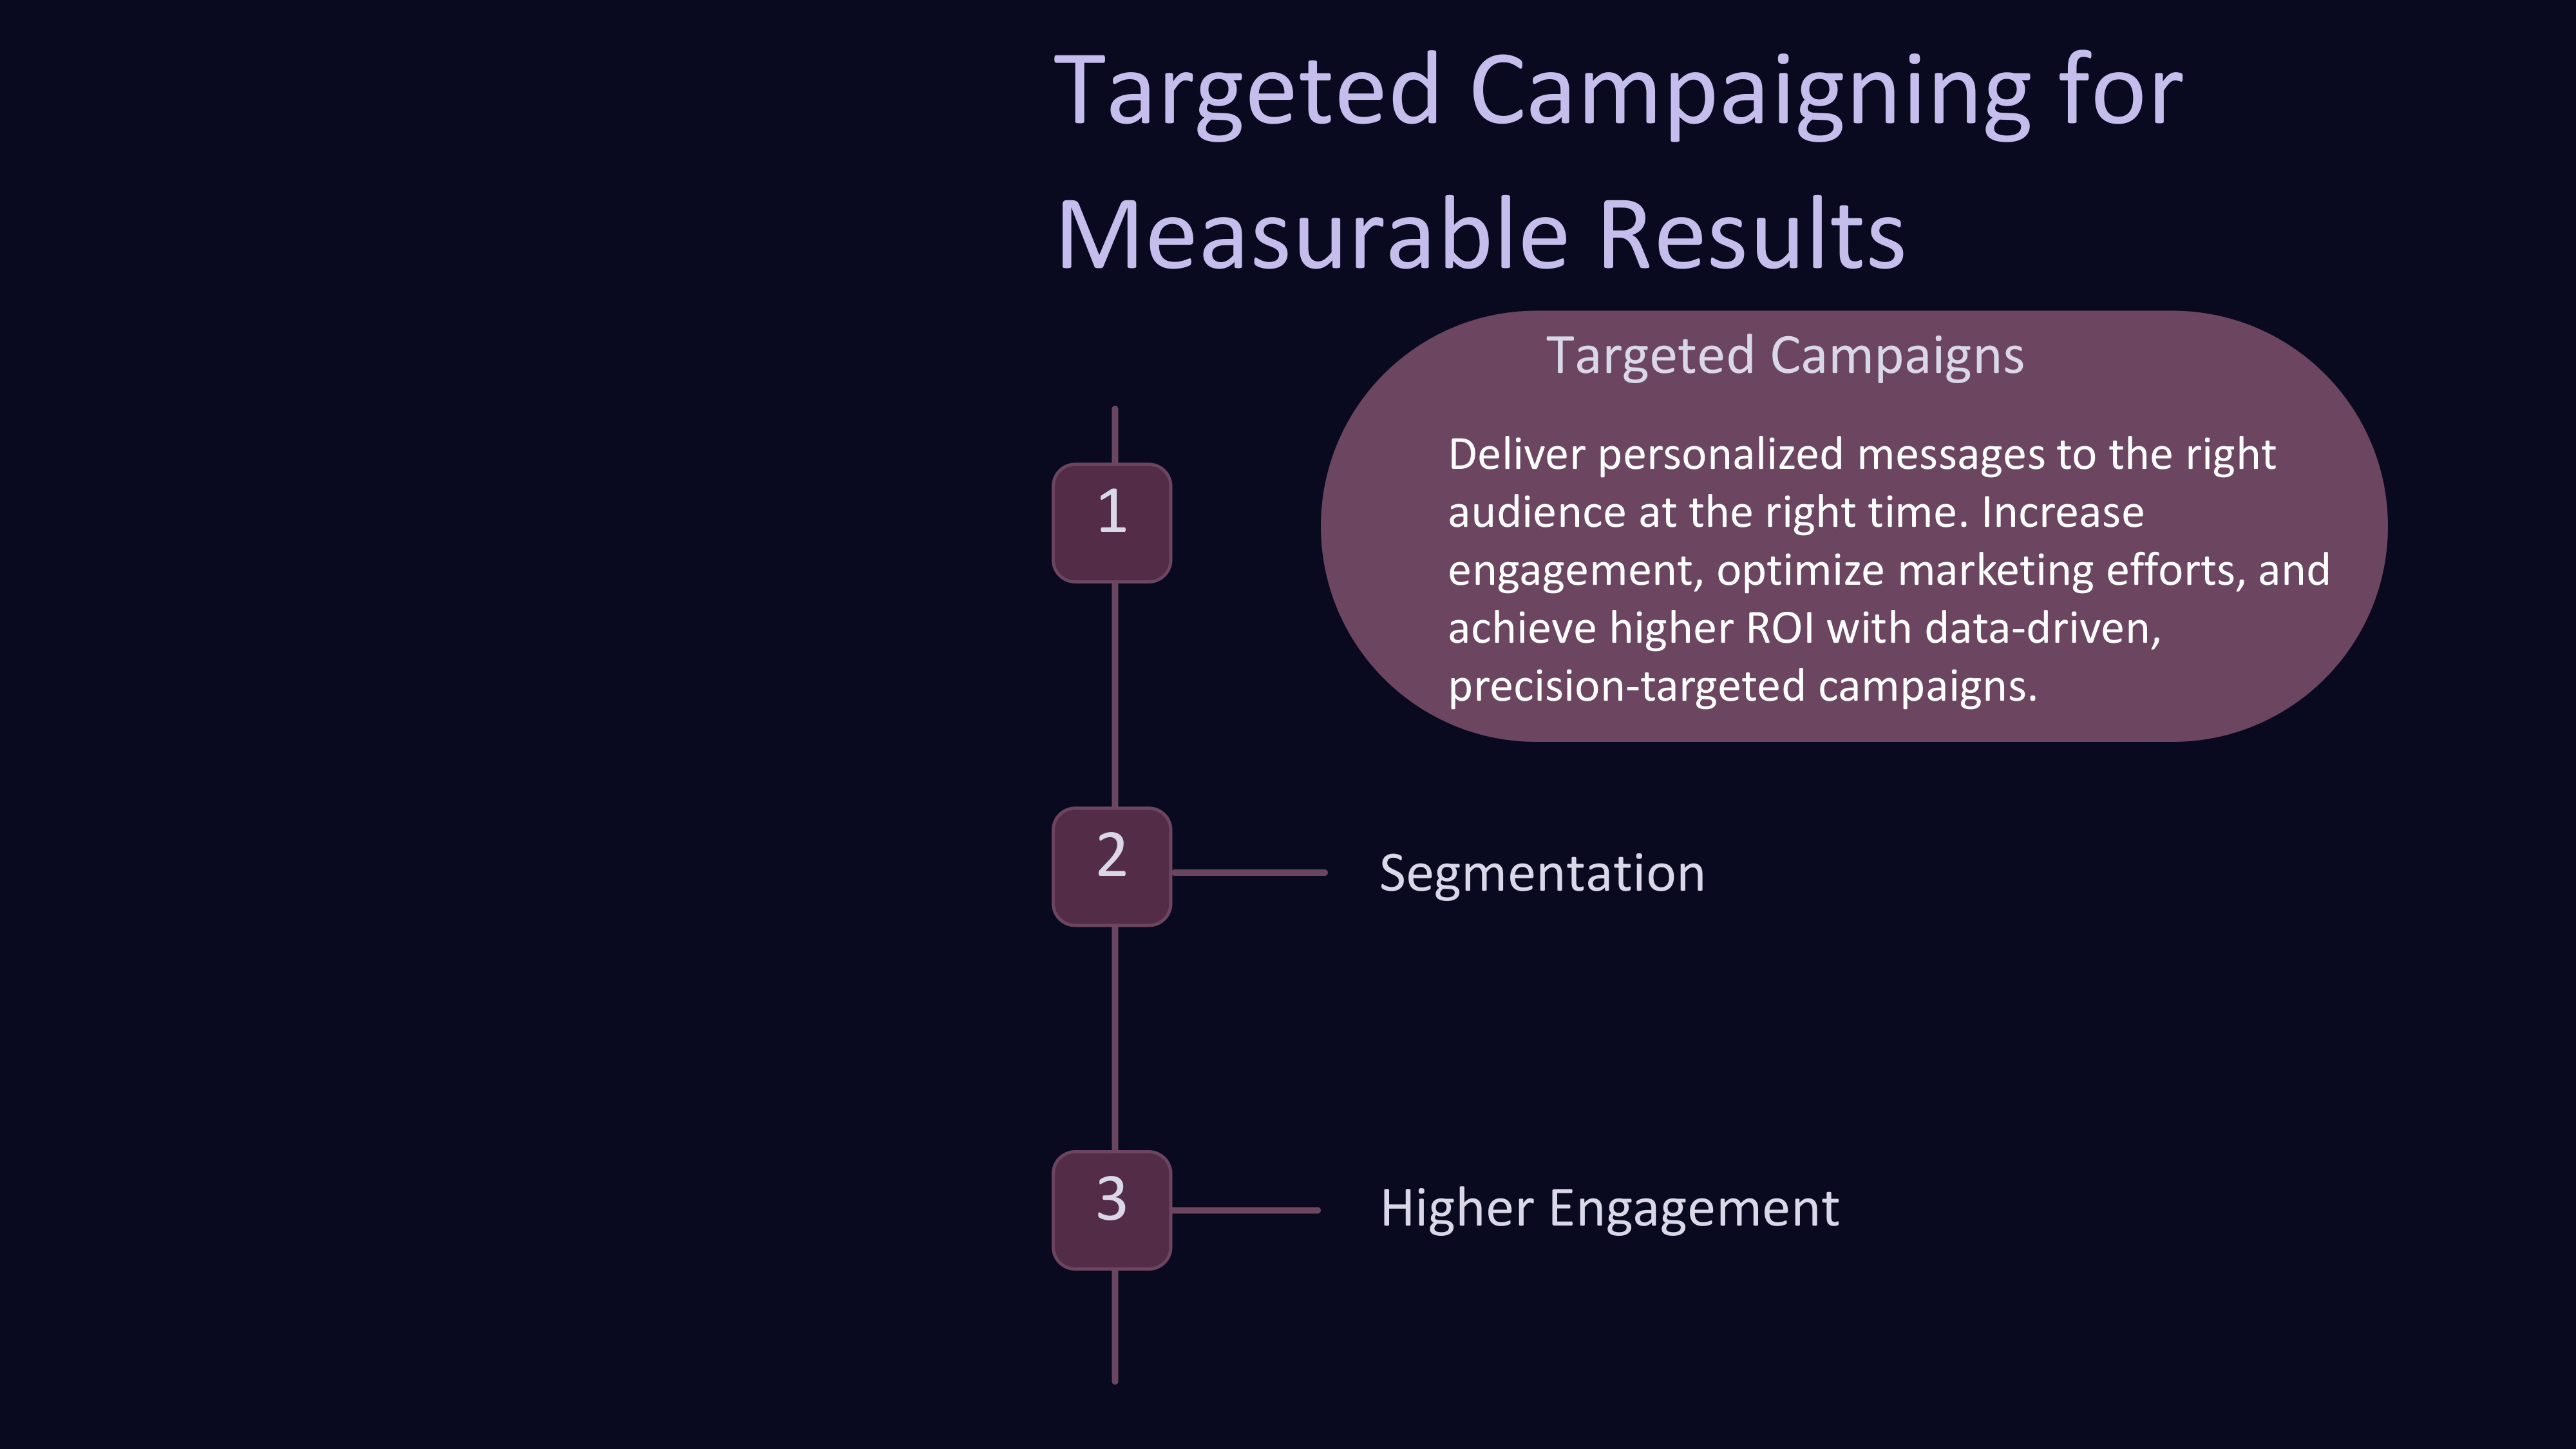 Targeted Campaigning for
Measurable Results
Targeted Campaigns
Deliver personalized messages to the right
audience at the right time. Increase
engagement, optimize marketing efforts, and
achieve higher ROI with data-driven,
precision-targeted campaigns.
1
2
Segmentation
3
Higher Engagement